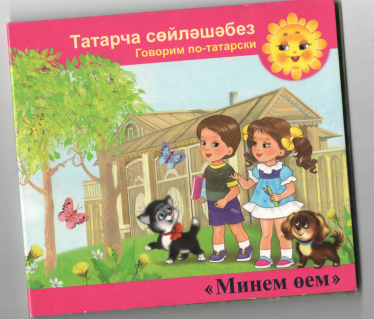 Татарча сөйләшәбез
Говорим по-татарски
«Минем өем»